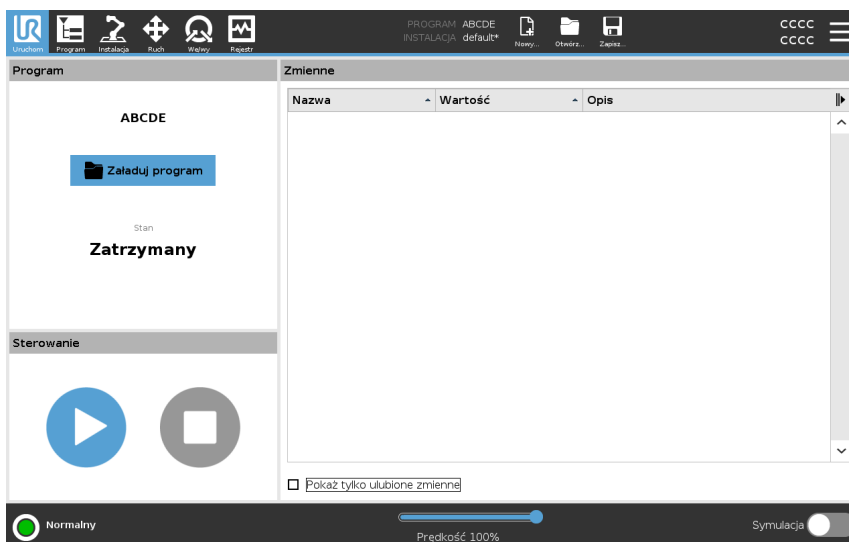 Uruchom
Program
Instalacja
Ruch
We/wy
Rejestr
PROGRAM ABCDE
INSTALACJA default*
Nowy...
Otwórz...
Zapisz...
CCCC
CCCC
Program
ABCDE
Załaduj program
Stan
Zatrzymany
Sterowanie
Zmienne
Nazwa Wartość Opis
Pokaż tylko ulubione zmienne
Normalny
Prędkość 100%
Symulacja